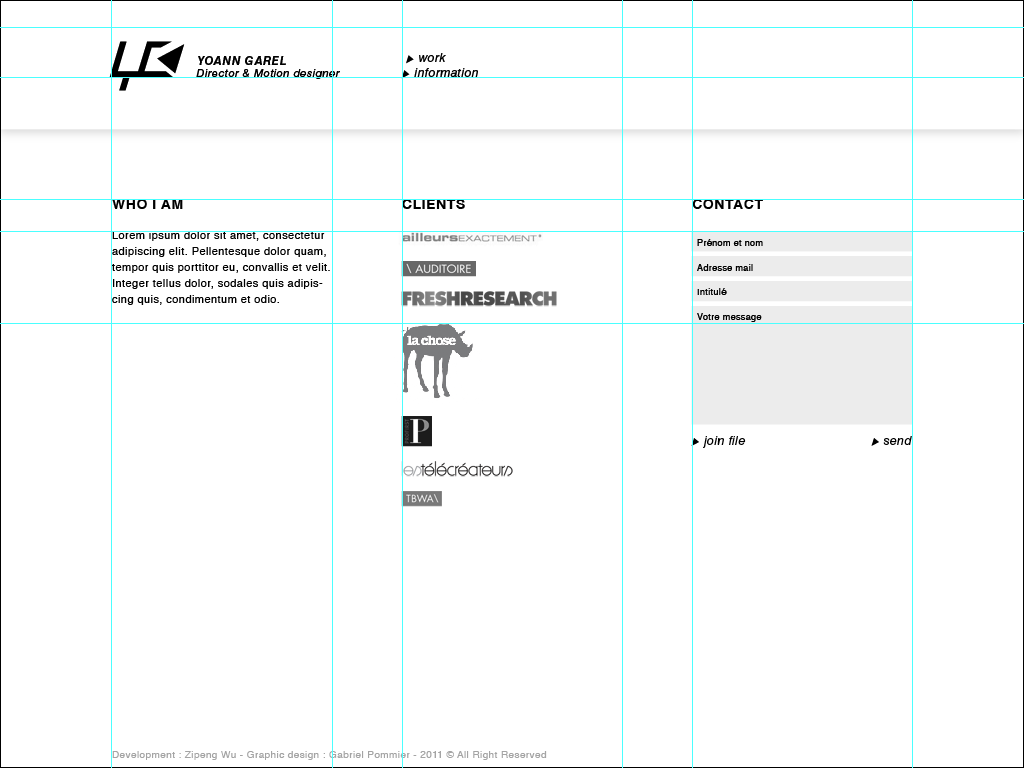 YOANN GAREL
Director & Motion designer
work
information
WHO I AM
Lorem ipsum dolor sit amet, consectetur
adipiscing elit. Pellentesque dolor quam,
tempor quis porttitor eu, convallis et velit.
Integer tellus dolor, sodales quis adipis-
cing quis, condimentum et odio.
CLIENTS
ailleursEXACTEMENT
\ AUDITOIRE
FRESHRESEARCH
la chose
P
lestélécréateurs
TBWA\
CONTACT
Prénom et nom
Adresse mail
Intitulé
Votre message
join file
send
Development : Zipeng Wu - Graphic design : Gabriel Pommier - 2011 © All Right Reserved